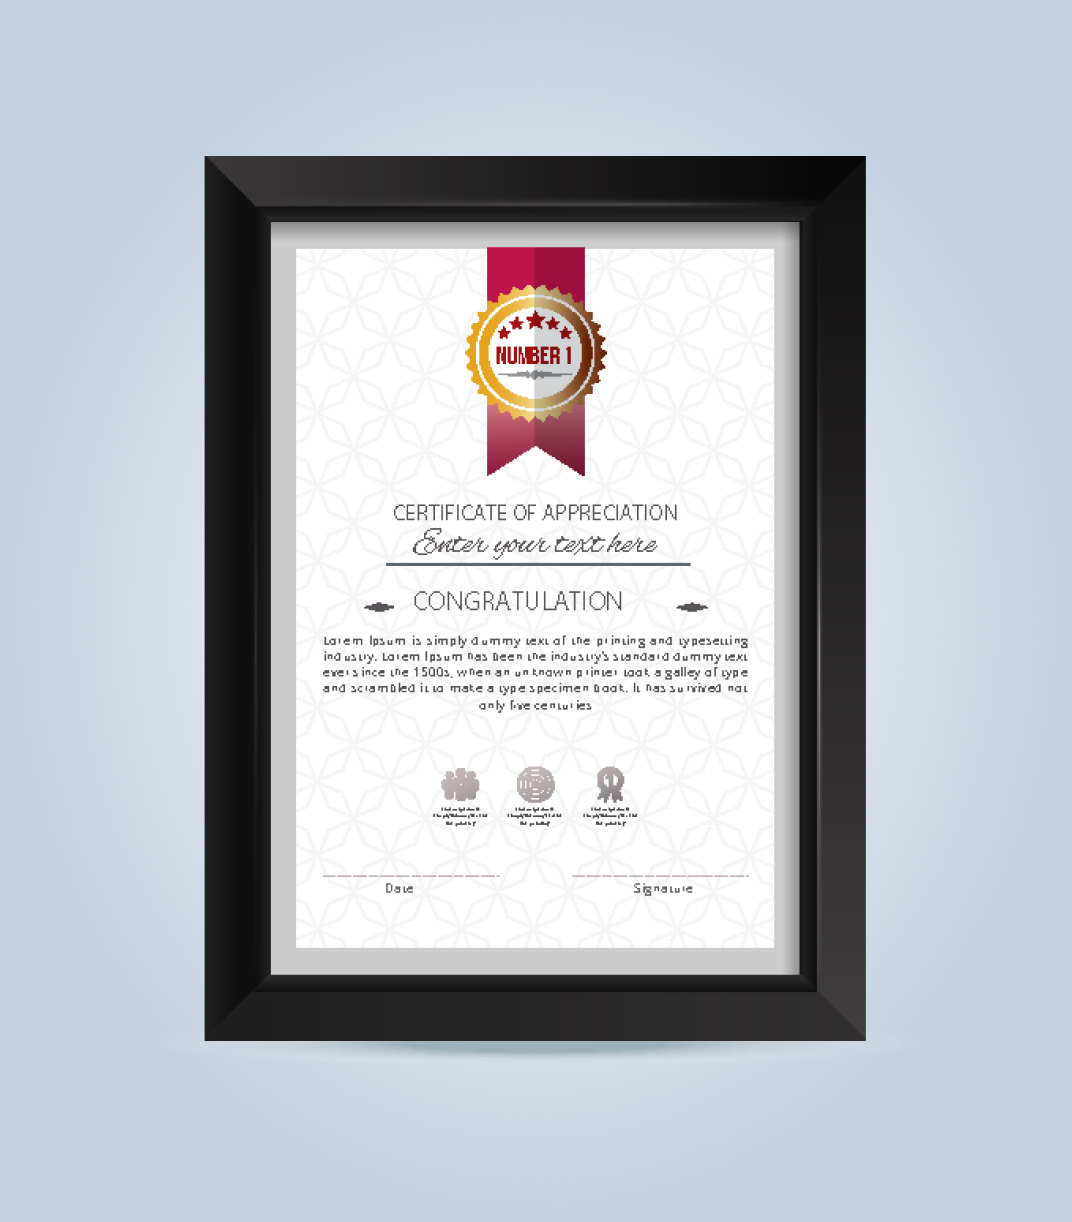 NUMBER 1
CERTIFICATE OF APPRECIATION
Enter your text here
CONGRATULATION
Lorem Ipsum is simply dummy text of the printing and typesetting
industry. Lorem Ipsum has been the industry's standard dummy text
ever since the 1500s, when an unknown printer took a galley of type
and scrambled it to make a type specimen book. It has survived not
only five centuries
Date
Signature